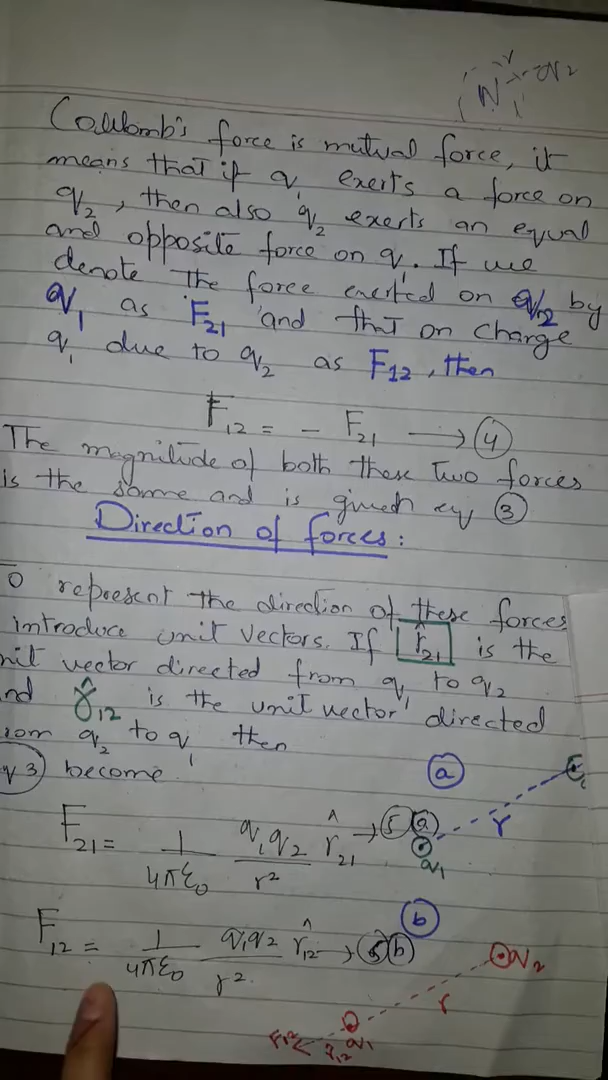 r q2
Coulomb's force is mutual force, it
means that if q1 exerts a force on
q2, then also q2 exerts an equal
and opposite force on q1. If we
denote the force exerted on q2 by
q1 as F21 and that on charge
q1 due to q2 as F12, then
F12 = - F21 → 4
The magnitude of both these two forces
is the same and is given eq 3
Direction of forces:
To represent the direction of these forces
introduce unit vectors. If r̂21 is the
nit vector directed from q1 to q2
nd r̂12 is the unit vector directed
rom q2 to q1 then
q 3) become
a
r
q1
F21 = 1/4πε0 q1q2/r² r̂21 → 5 a
b
F12 = 1/4πε0 q1q2/r² r̂12 → 5 b
q2
r
F12 r̂12 q1